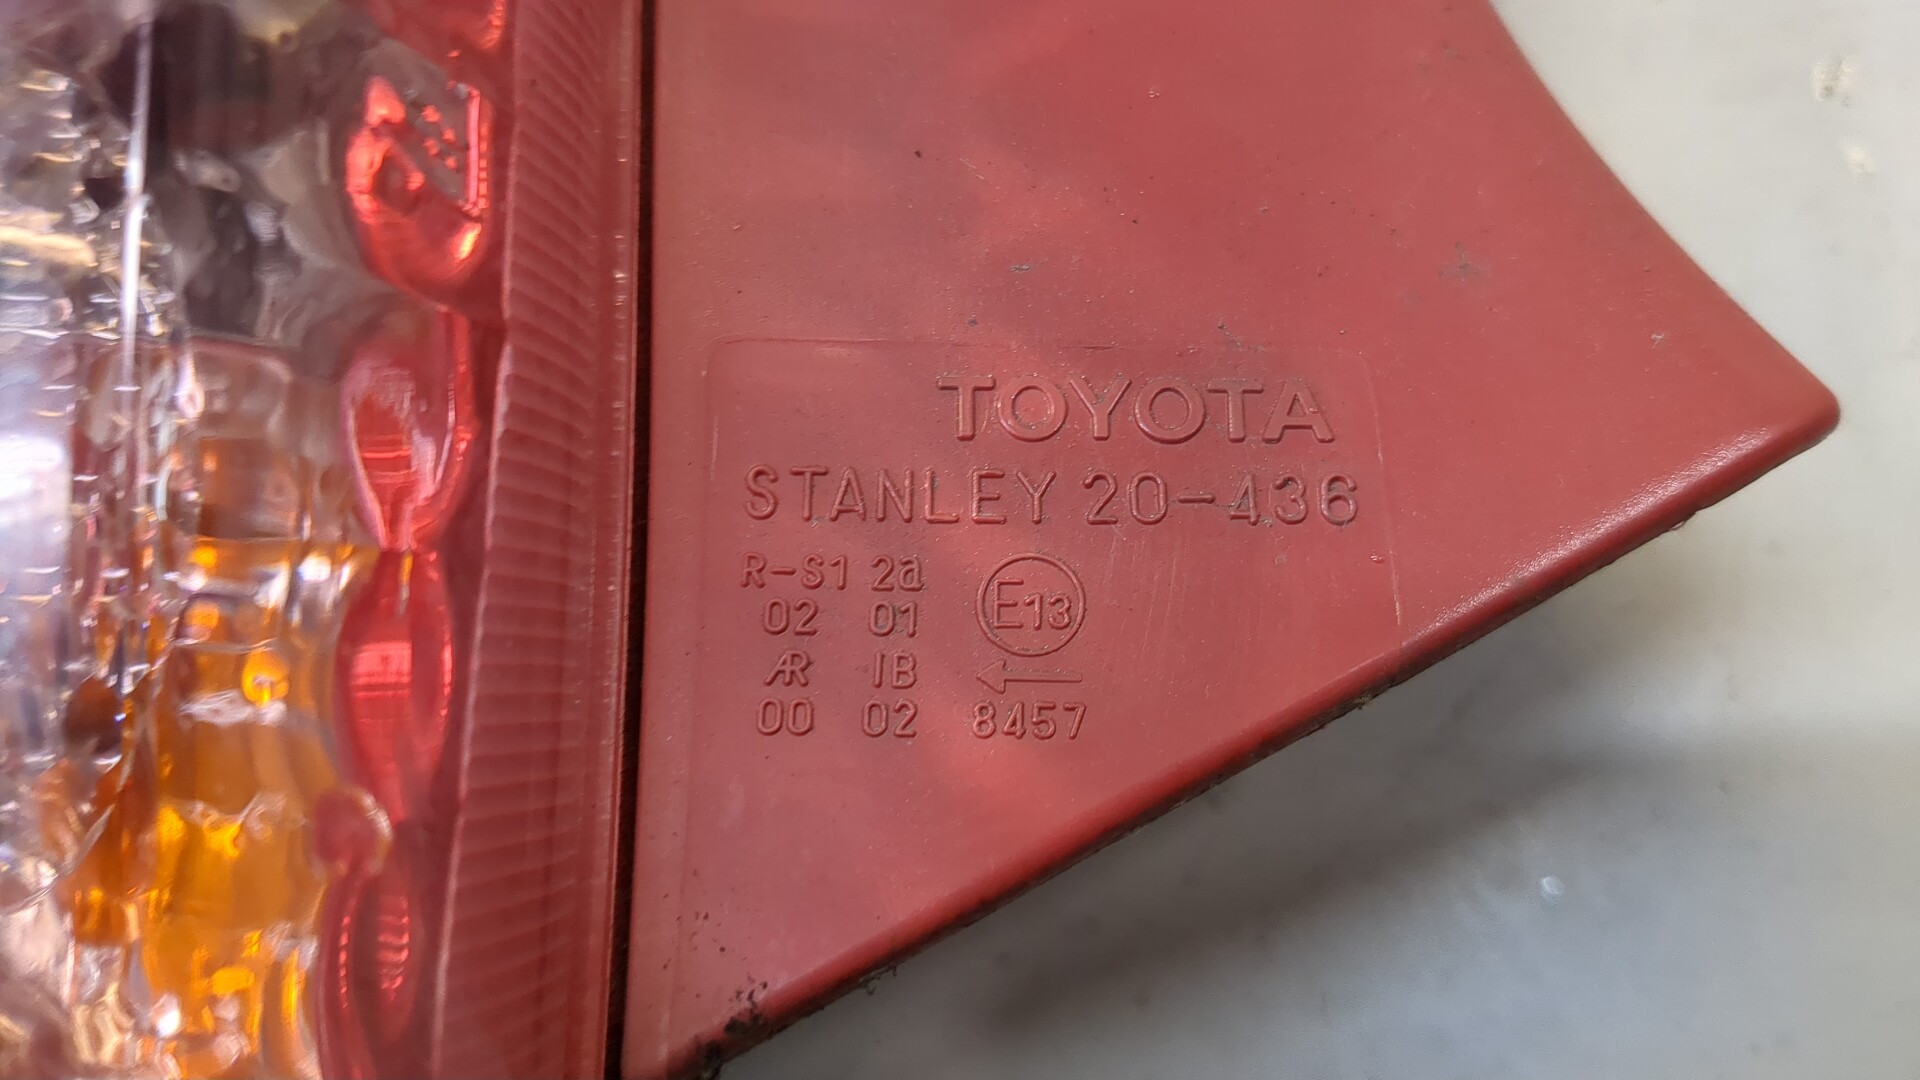 TOYOTA
STANLEY 20-436
R-S1 2a
02 01 E13
AR IB
00 02 8457